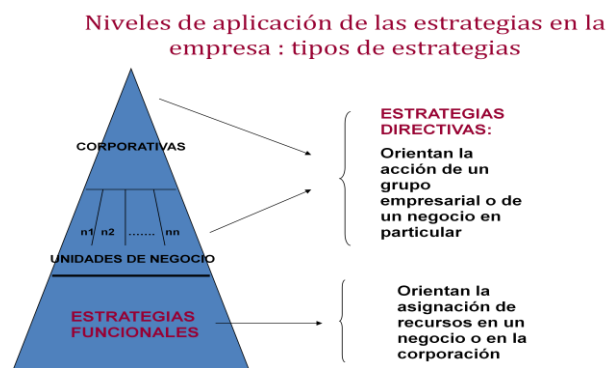 Niveles de aplicación de las estrategias en la
empresa : tipos de estrategias
CORPORATIVAS
n1 n2 ....... nn
UNIDADES DE NEGOCIO
ESTRATEGIAS
FUNCIONALES
ESTRATEGIAS
DIRECTIVAS:
Orientan la
acción de un
grupo
empresarial o de
un negocio en
particular
Orientan la
asignación de
recursos en un
negocio o en la
corporación